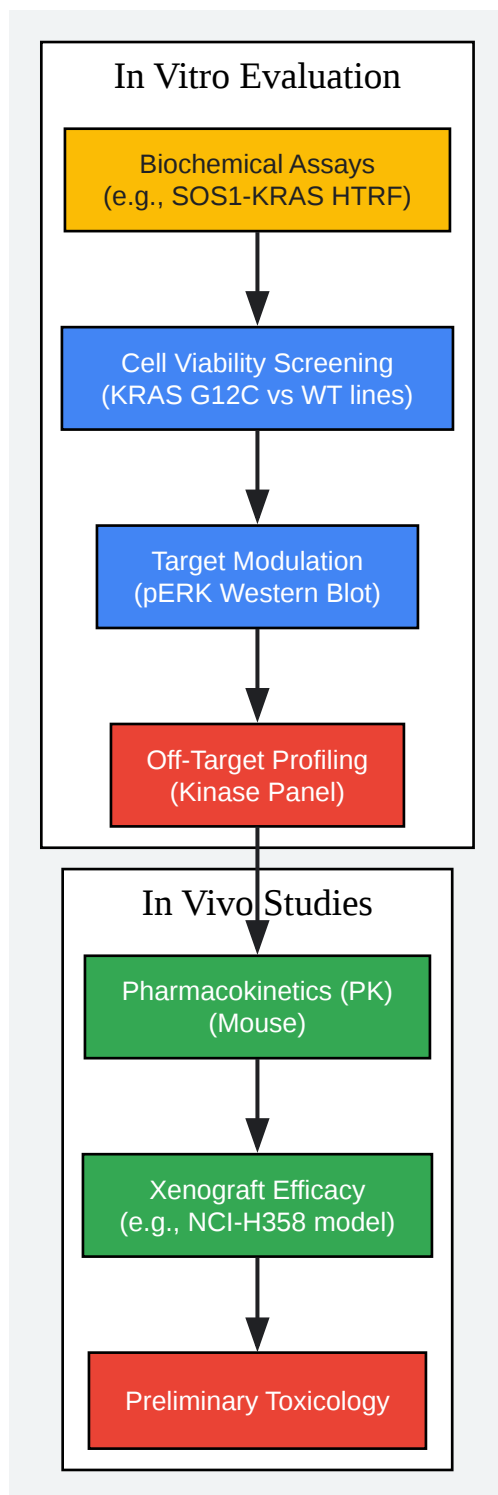 In Vitro Evaluation
Biochemical Assays
(e.g., SOS1-KRAS HTRF)
Cell Viability Screening
(KRAS G12C vs WT lines)
Target Modulation
(pERK Western Blot)
Off-Target Profiling
(Kinase Panel)
In Vivo Studies
Pharmacokinetics (PK)
(Mouse)
Xenograft Efficacy
(e.g., NCI-H358 model)
Preliminary Toxicology